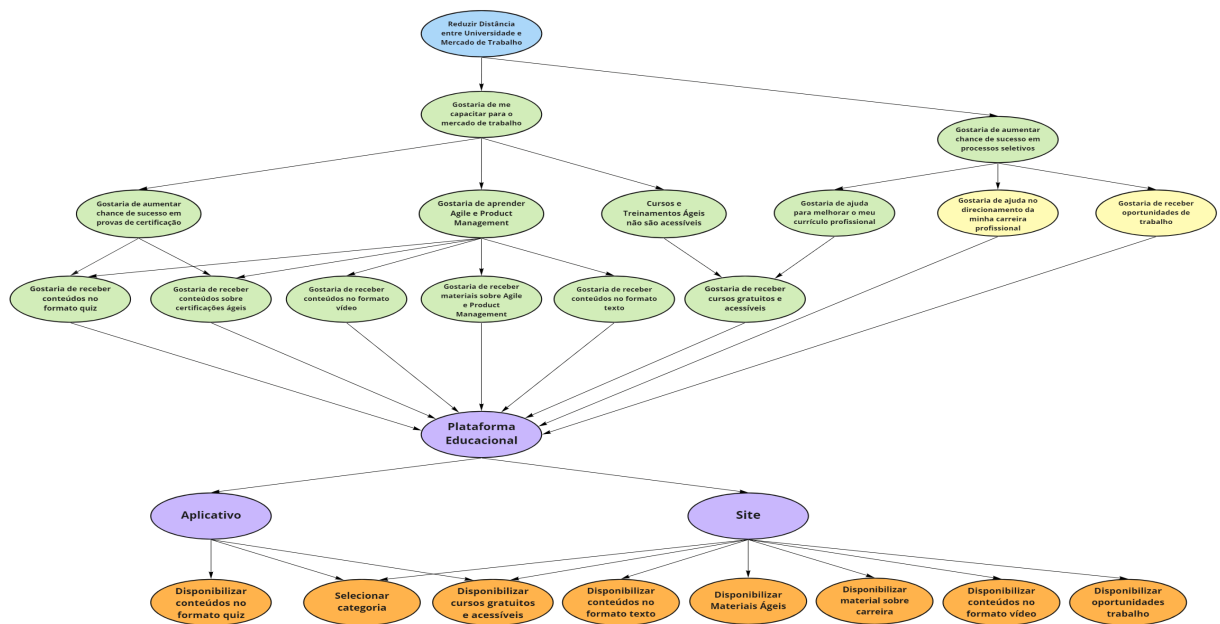 Reduzir Distância
entre Universidade e
Mercado de Trabalho
Gostaria de me
capacitar para o
mercado de trabalho
Gostaria de aumentar
chance de sucesso em
processos seletivos
Gostaria de aumentar
chance de sucesso em
provas de certificação
Gostaria de aprender
Agile e Product
Management
Cursos e
Treinamentos Ágeis
não são acessíveis
Gostaria de ajuda
para melhorar o meu
currículo profissional
Gostaria de ajuda no
direcionamento da
minha carreira
profissional
Gostaria de receber
oportunidades de
trabalho
Gostaria de receber
conteúdos no
formato quiz
Gostaria de receber
conteúdos sobre
certificações ágeis
Gostaria de receber
conteúdos no formato
vídeo
Gostaria de receber
materiais sobre Agile
e Product
Management
Gostaria de receber
conteúdos no formato
texto
Gostaria de receber
cursos gratuitos e
acessíveis
Plataforma
Educacional
Aplicativo
Site
Disponibilizar
conteúdos no
formato quiz
Selecionar
categoria
Disponibilizar
cursos gratuitos
e acessíveis
Disponibilizar
conteúdos no
formato texto
Disponibilizar
Materiais Ágeis
Disponibilizar
material sobre
carreira
Disponibilizar
conteúdos no
formato vídeo
Disponibilizar
oportunidades
trabalho